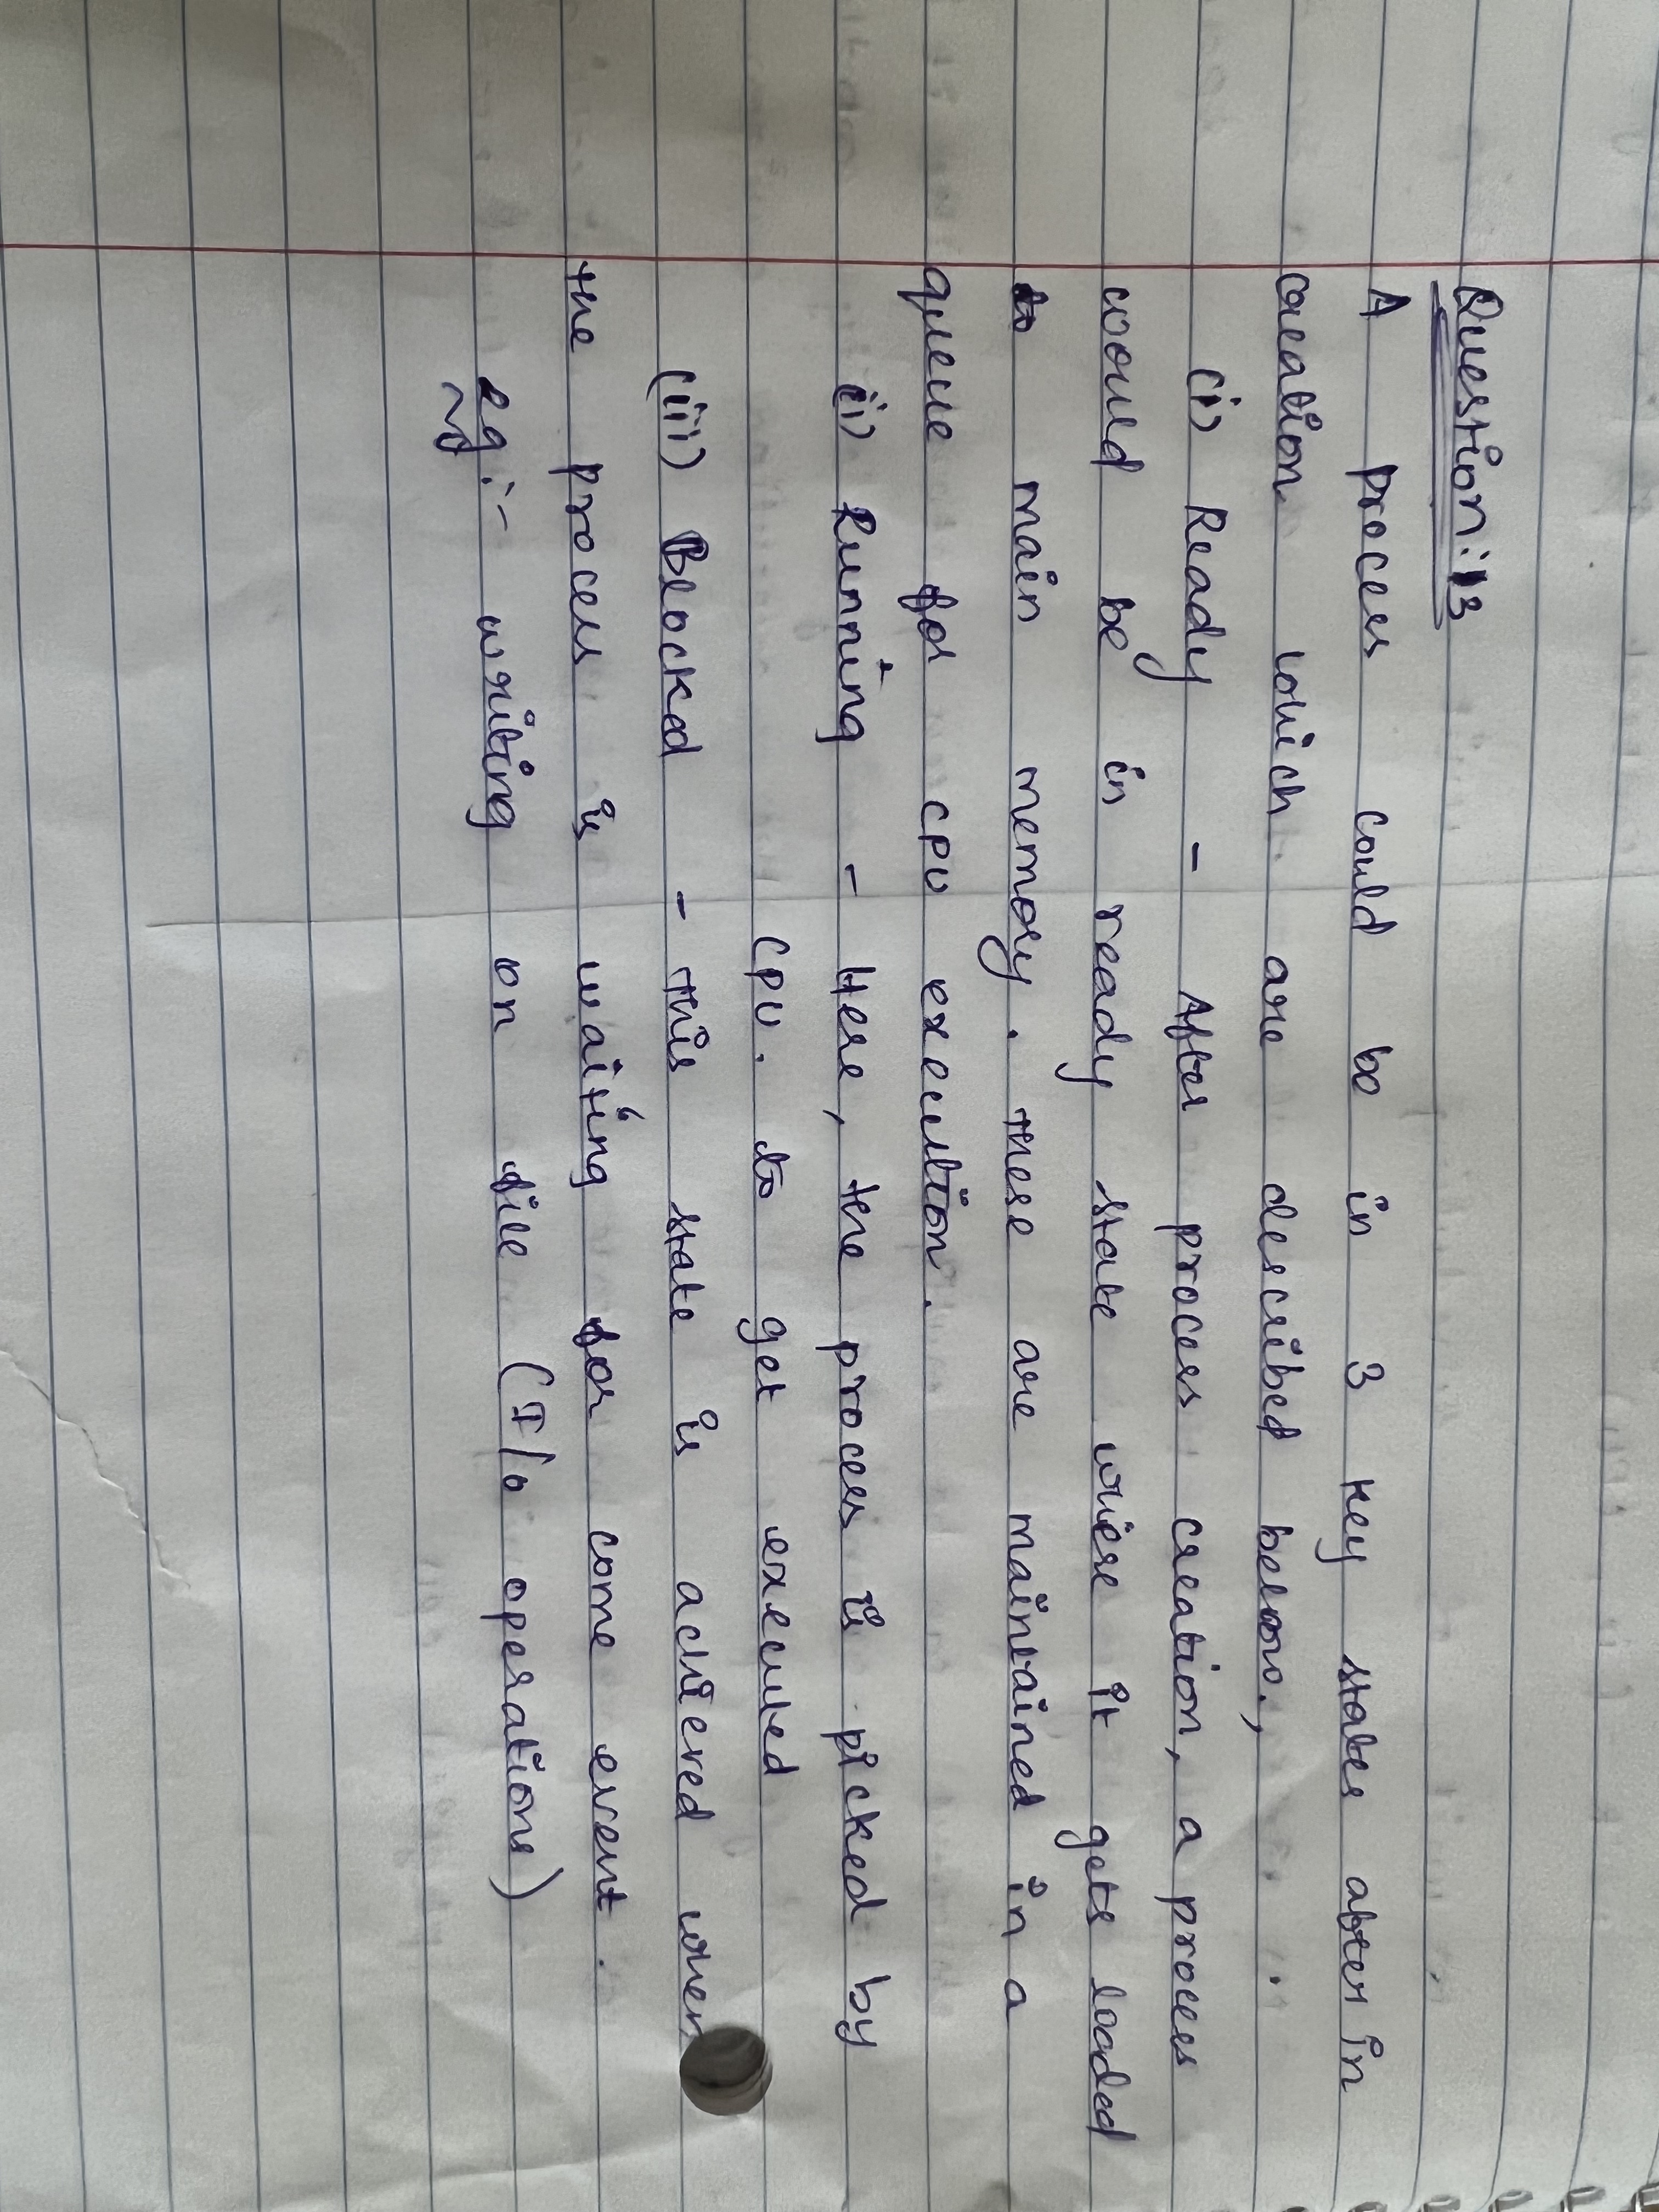 Question:13
A process could be in 3 key states after in
creation which are described below;
(i) Ready - After process creation, a process
could be in ready state where it gets loaded
to main memory. These are maintained in a
queue for CPU execution.
ii) Running - Here, the process is picked by
CPU. to get executed
(iii) Blocked - This state is achieved when
the process is waiting for come event.
eg:- writing on file (I/O operations)